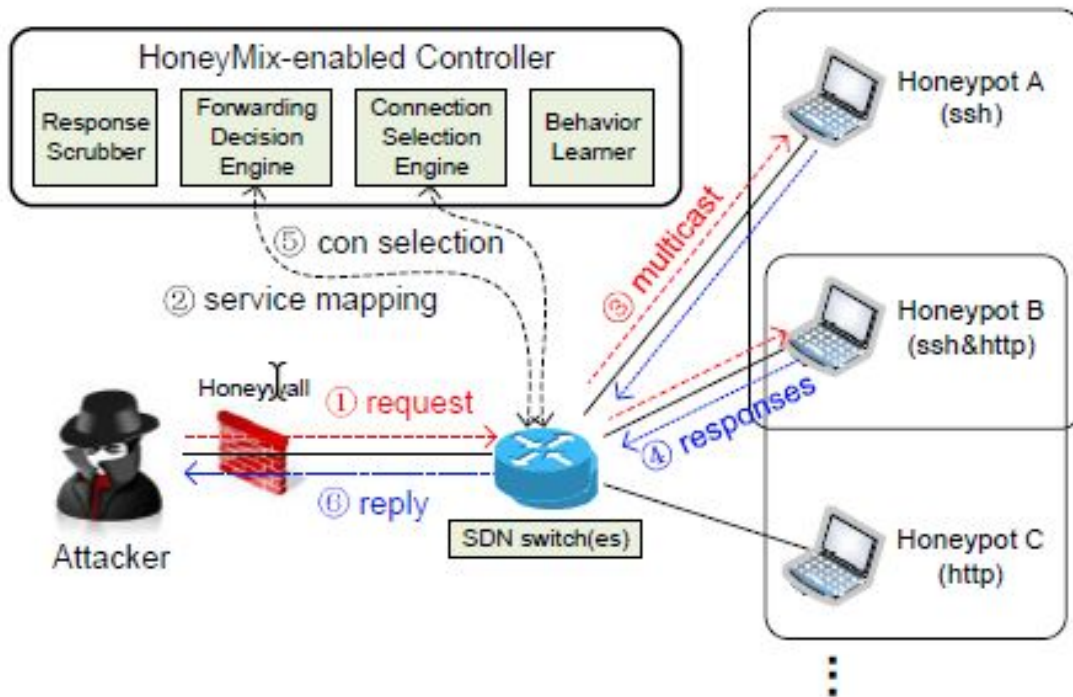 HoneyMix-enabled Controller
Response
Scrubber
Forwarding
Decision
Engine
Connection
Selection
Engine
Behavior
Learner
⑤ con selection
② service mapping
Honeywall
① request
⑥ reply
Attacker
SDN switch(es)
③ multicast
④ responses
Honeypot A
(ssh)
Honeypot B
(ssh&http)
Honeypot C
(http)